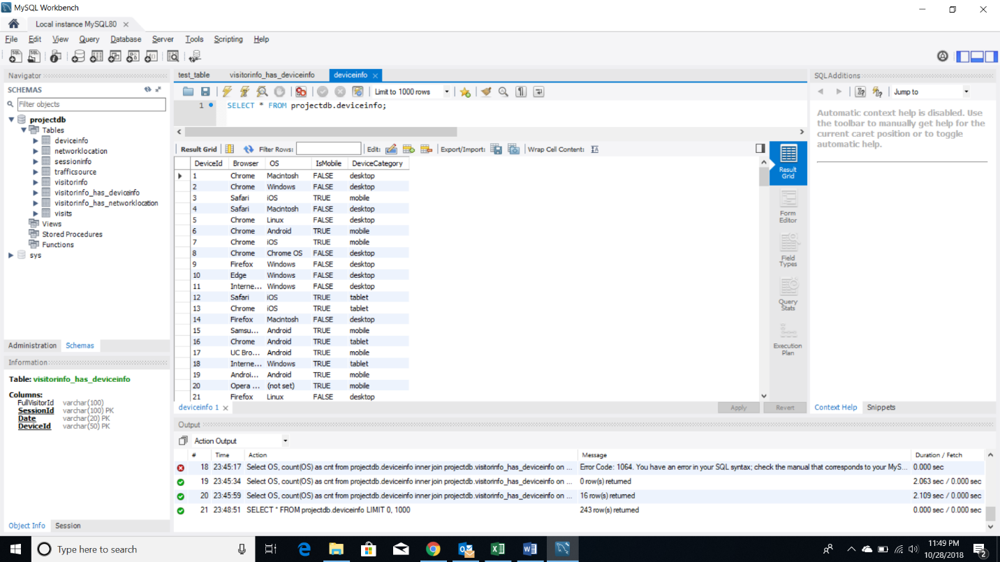 MySQL Workbench
Local instance MySQL80
File Edit View Query Database Server Tools Scripting Help
Navigator
SCHEMAS
Filter objects
projectdb
Tables
deviceinfo
networklocation
sessioninfo
trafficsource
visitorinfo
visitorinfo_has_deviceinfo
visitorinfo_has_networklocation
visits
Views
Stored Procedures
Functions
sys
Administration Schemas
Information
Table: visitorinfo_has_deviceinfo
Columns:
FullVisitorId varchar(100)
SessionId varchar(100) PK
Date varchar(20) PK
DeviceId varchar(50) PK
Object Info Session
test_table visitorinfo_has_deviceinfo deviceinfo
Limit to 1000 rows
1 SELECT * FROM projectdb.deviceinfo;
Result Grid Filter Rows: Edit: Export/Import: Wrap Cell Content:
DeviceId Browser OS IsMobile DeviceCategory
1 Chrome Macintosh FALSE desktop
2 Chrome Windows FALSE desktop
3 Safari iOS TRUE mobile
4 Safari Macintosh FALSE desktop
5 Chrome Linux FALSE desktop
6 Chrome Android TRUE mobile
7 Chrome iOS TRUE mobile
8 Chrome Chrome OS FALSE desktop
9 Firefox Windows FALSE desktop
10 Edge Windows FALSE desktop
11 Interne... Windows FALSE desktop
12 Safari iOS TRUE tablet
13 Chrome iOS TRUE tablet
14 Firefox Macintosh FALSE desktop
15 Samsu... Android TRUE mobile
16 Chrome Android TRUE tablet
17 UC Bro... Android TRUE mobile
18 Interne... Windows TRUE tablet
19 Androi... Android TRUE mobile
20 Opera ... (not set) TRUE mobile
21 Firefox Linux FALSE desktop
deviceinfo 1
Apply Revert
Result Grid
Form Editor
Field Types
Query Stats
Execution Plan
SQLAdditions
Jump to
Automatic context help is disabled. Use
the toolbar to manually get help for the
current caret position or to toggle
automatic help.
Context Help Snippets
Output
Action Output
# Time Action Message Duration / Fetch
18 23:45:17 Select OS, count(OS) as cnt from projectdb.deviceinfo inner join projectdb.visitorinfo_has_deviceinfo on ... Error Code: 1064. You have an error in your SQL syntax; check the manual that corresponds to your MyS... 0.000 sec
19 23:45:34 Select OS, count(OS) as cnt from projectdb.deviceinfo inner join projectdb.visitorinfo_has_deviceinfo on ... 0 row(s) returned 2.063 sec / 0.000 sec
20 23:45:59 Select OS, count(OS) as cnt from projectdb.deviceinfo inner join projectdb.visitorinfo_has_deviceinfo on ... 16 row(s) returned 2.109 sec / 0.000 sec
21 23:48:51 SELECT * FROM projectdb.deviceinfo LIMIT 0, 1000 243 row(s) returned 0.000 sec / 0.000 sec
Type here to search
11:49 PM
10/28/2018
2